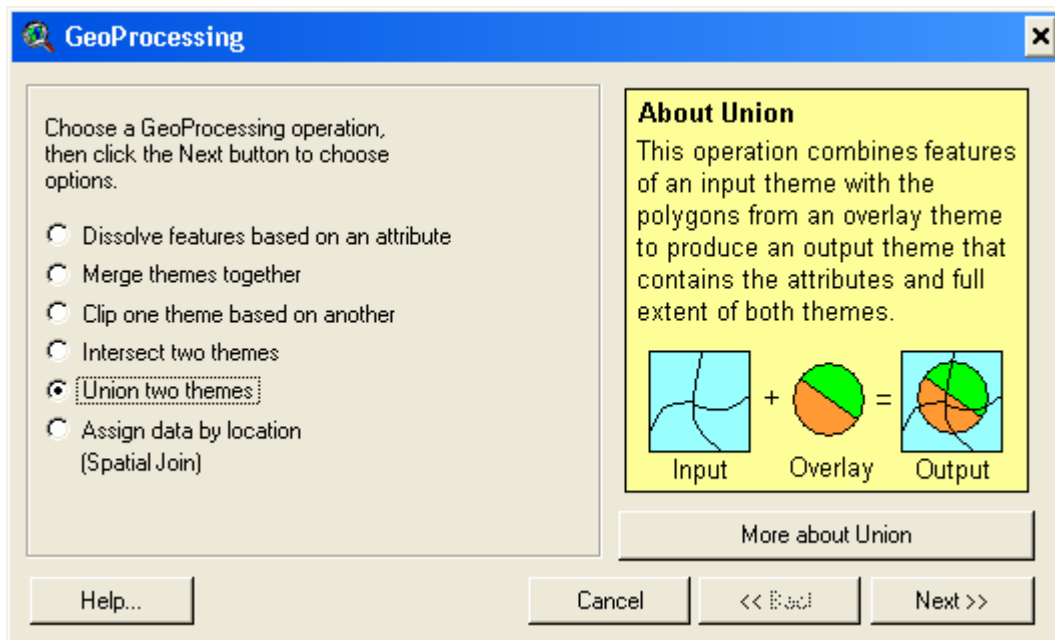 GeoProcessing
Choose a GeoProcessing operation,
then click the Next button to choose
options.
Dissolve features based on an attribute
Merge themes together
Clip one theme based on another
Intersect two themes
Union two themes
Assign data by location
(Spatial Join)
About Union
This operation combines features
of an input theme with the
polygons from an overlay theme
to produce an output theme that
contains the attributes and full
extent of both themes.
+ =
Input Overlay Output
More about Union
Help... Cancel << Back Next >>